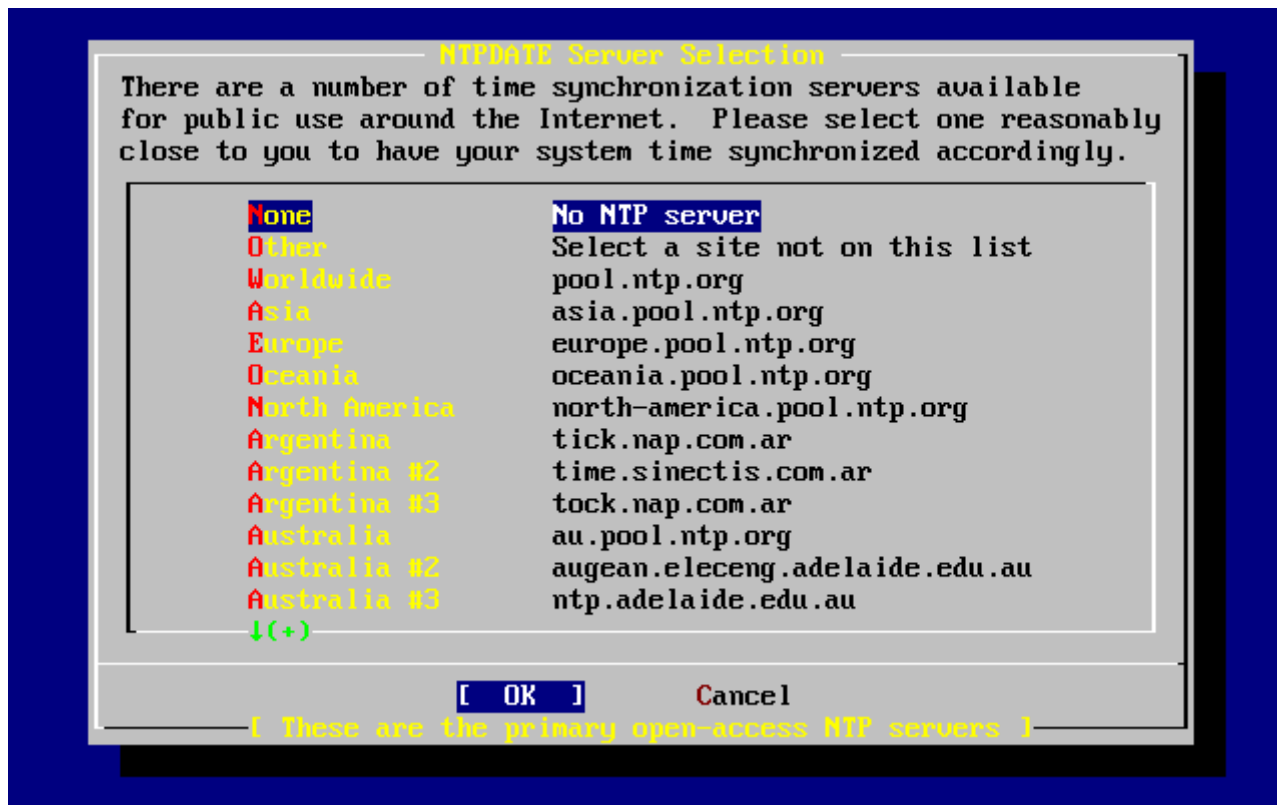 NTPDATE Server Selection
There are a number of time synchronization servers available
for public use around the Internet.  Please select one reasonably
close to you to have your system time synchronized accordingly.
None No NTP server
Other Select a site not on this list
Worldwide pool.ntp.org
Asia asia.pool.ntp.org
Europe europe.pool.ntp.org
Oceania oceania.pool.ntp.org
North America north-america.pool.ntp.org
Argentina tick.nap.com.ar
Argentina #2 time.sinectis.com.ar
Argentina #3 tock.nap.com.ar
Australia au.pool.ntp.org
Australia #2 augean.eleceng.adelaide.edu.au
Australia #3 ntp.adelaide.edu.au
↓(+)
[ OK ] Cancel
[ These are the primary open-access NTP servers ]